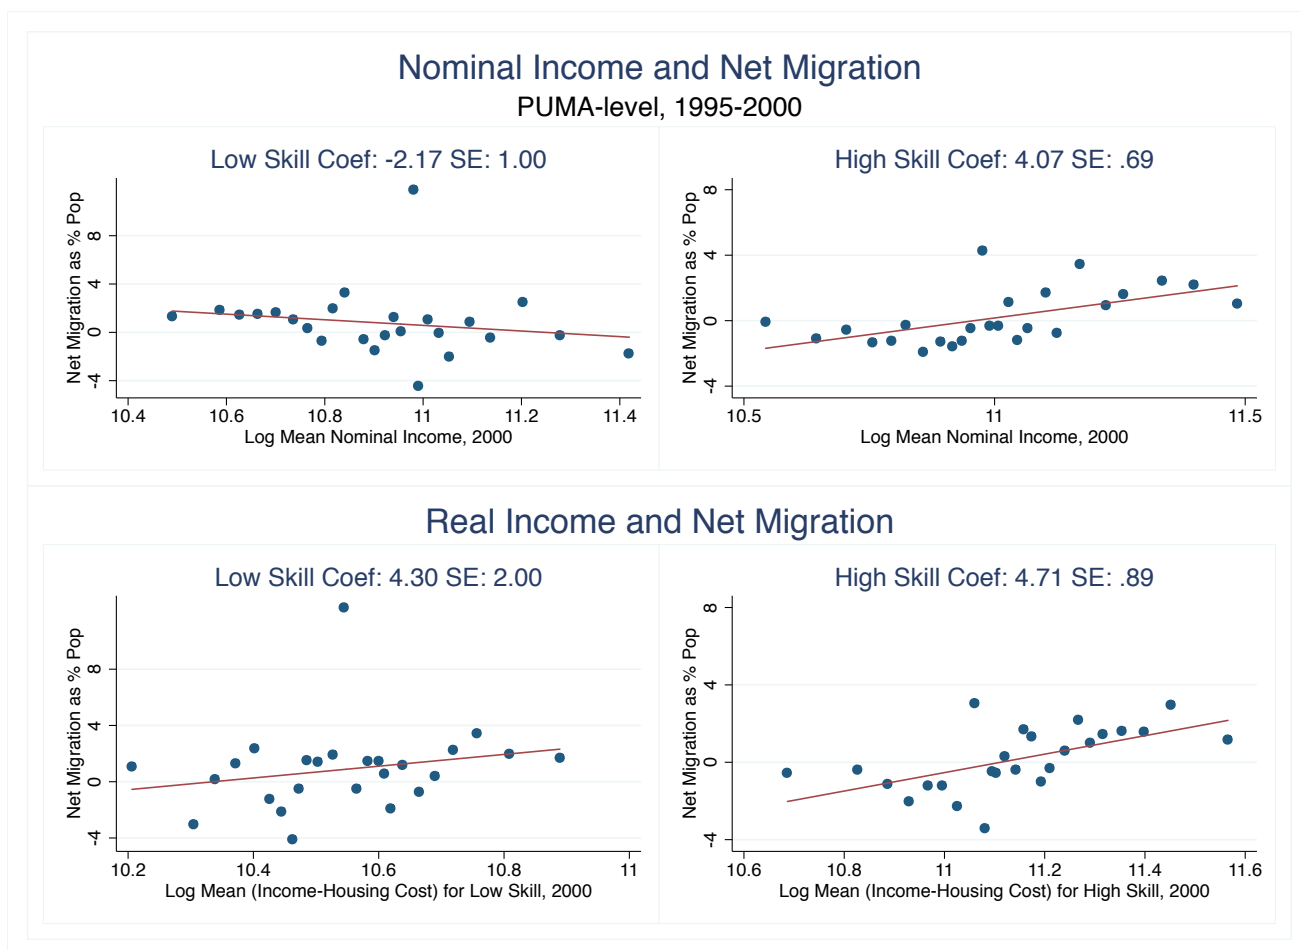 Nominal Income and Net Migration
PUMA-level, 1995-2000
Low Skill Coef: -2.17 SE: 1.00
Net Migration as % Pop
8
4
0
-4
10.4 10.6 10.8 11 11.2 11.4
Log Mean Nominal Income, 2000
High Skill Coef: 4.07 SE: .69
Net Migration as % Pop
8
4
0
-4
10.5 11 11.5
Log Mean Nominal Income, 2000
Real Income and Net Migration
Low Skill Coef: 4.30 SE: 2.00
Net Migration as % Pop
8
4
0
-4
10.2 10.4 10.6 10.8 11
Log Mean (Income-Housing Cost) for Low Skill, 2000
High Skill Coef: 4.71 SE: .89
Net Migration as % Pop
8
4
0
-4
10.6 10.8 11 11.2 11.4 11.6
Log Mean (Income-Housing Cost) for High Skill, 2000